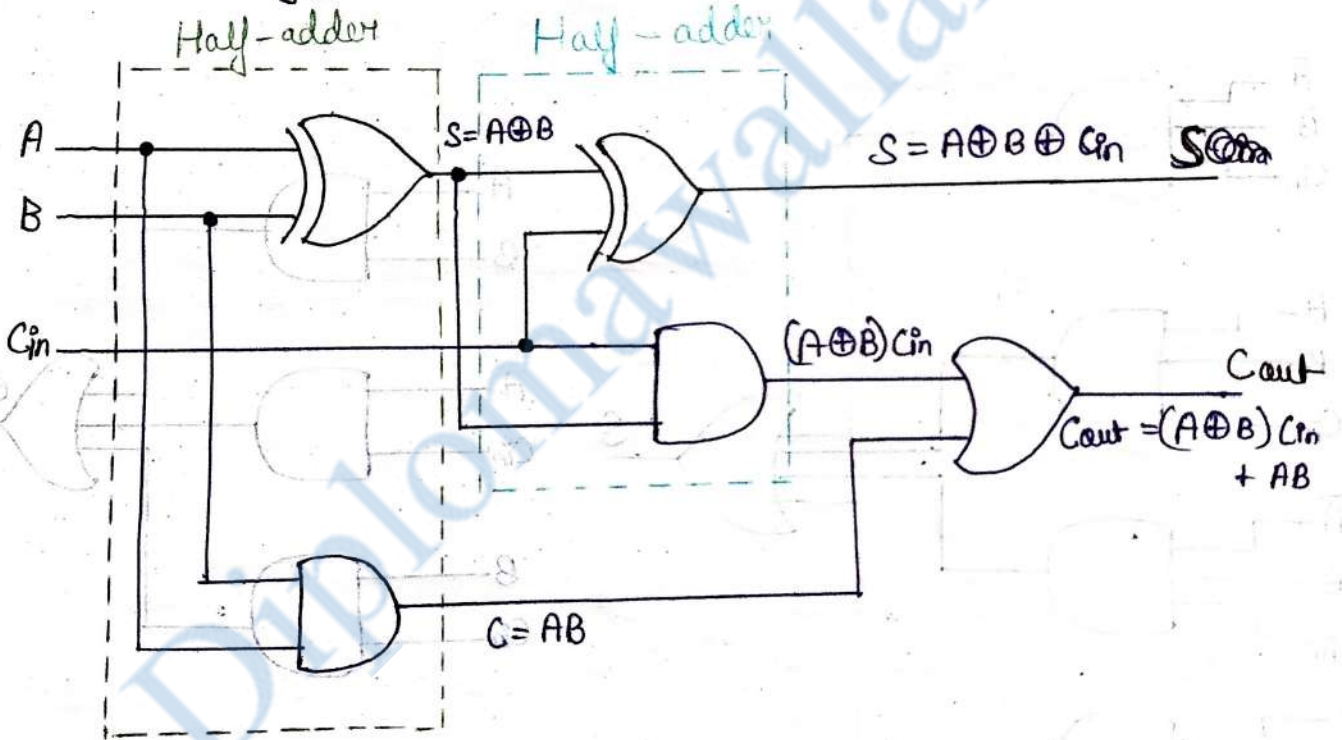 Half-adder
Half-adder
A
S=A⊕B
S = A⊕B⊕ Cin S
B
Cin
(A⊕B)Cin
Cout
Cout =(A⊕B) Cin
+ AB
C= AB
Diplomawalla